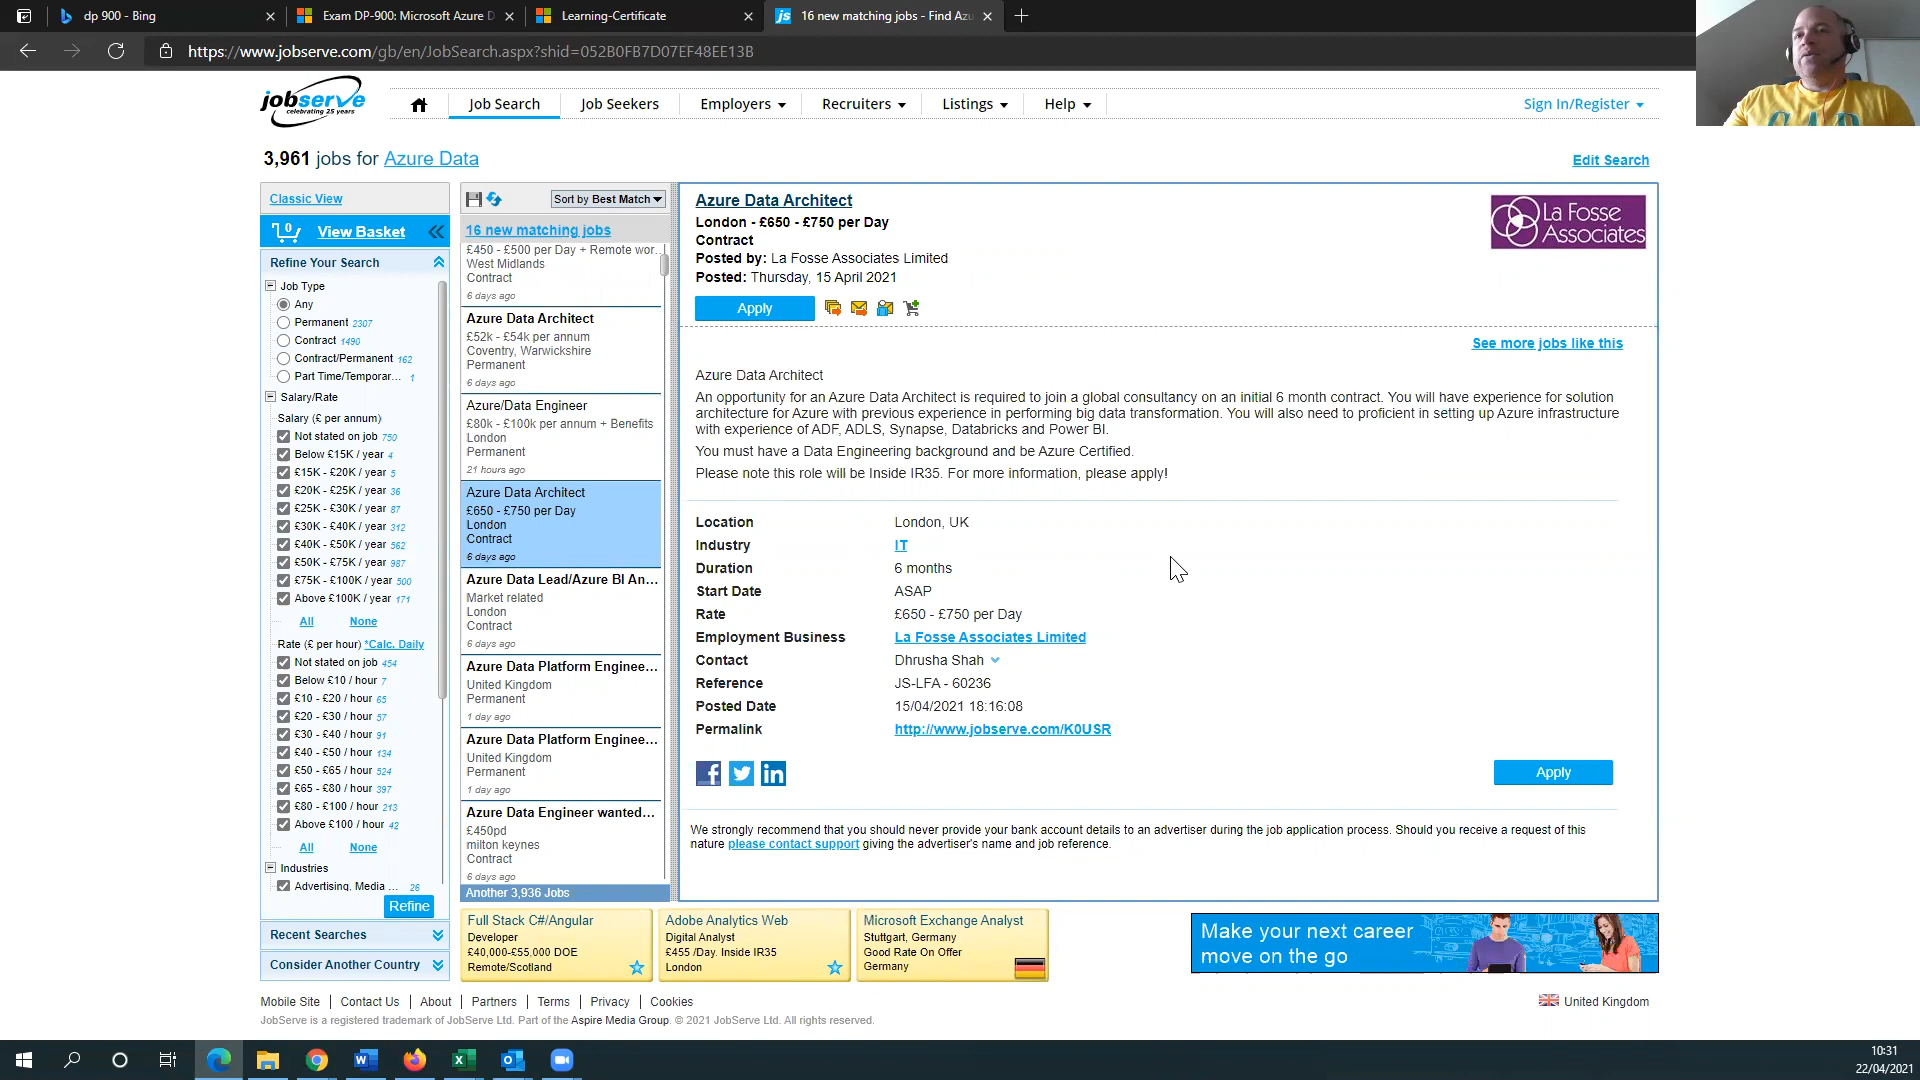 dp 900 - Bing
Exam DP-900: Microsoft Azure D
Learning-Certificate
js 16 new matching jobs - Find Azu
https://www.jobserve.com/gb/en/JobSearch.aspx?shid=052B0FB7D07EF48EE13B
jobserve
celebrating 25 years
Job Search
Job Seekers
Employers
Recruiters
Listings
Help
Sign In/Register
3,961 jobs for Azure Data
Edit Search
Classic View
0 View Basket
Refine Your Search
Job Type
Any
Permanent 2307
Contract 1490
Contract/Permanent 162
Part Time/Temporar... 1
Salary/Rate
Salary (£ per annum)
Not stated on job 750
Below £15K / year 4
£15K - £20K / year 5
£20K - £25K / year 36
£25K - £30K / year 87
£30K - £40K / year 312
£40K - £50K / year 562
£50K - £75K / year 987
£75K - £100K / year 500
Above £100K / year 171
All None
Rate (£ per hour) *Calc. Daily
Not stated on job 454
Below £10 / hour 7
£10 - £20 / hour 65
£20 - £30 / hour 57
£30 - £40 / hour 91
£40 - £50 / hour 134
£50 - £65 / hour 524
£65 - £80 / hour 397
£80 - £100 / hour 213
Above £100 / hour 42
All None
Industries
Advertising, Media ... 26
Refine
Recent Searches
Consider Another Country
Sort by Best Match
16 new matching jobs
£450 - £500 per Day + Remote wor...
West Midlands
Contract
6 days ago
Azure Data Architect
£52k - £54k per annum
Coventry, Warwickshire
Permanent
6 days ago
Azure/Data Engineer
£80k - £100k per annum + Benefits
London
Permanent
21 hours ago
Azure Data Architect
£650 - £750 per Day
London
Contract
6 days ago
Azure Data Lead/Azure BI An...
Market related
London
Contract
6 days ago
Azure Data Platform Enginee...
United Kingdom
Permanent
1 day ago
Azure Data Platform Enginee...
United Kingdom
Permanent
1 day ago
Azure Data Engineer wanted...
£450pd
milton keynes
Contract
6 days ago
Another 3,936 Jobs
Azure Data Architect
London - £650 - £750 per Day
Contract
Posted by: La Fosse Associates Limited
Posted: Thursday, 15 April 2021
La Fosse
Associates
Apply
See more jobs like this
Azure Data Architect
An opportunity for an Azure Data Architect is required to join a global consultancy on an initial 6 month contract. You will have experience for solution
architecture for Azure with previous experience in performing big data transformation. You will also need to proficient in setting up Azure infrastructure
with experience of ADF, ADLS, Synapse, Databricks and Power BI.
You must have a Data Engineering background and be Azure Certified.
Please note this role will be Inside IR35. For more information, please apply!
Location London, UK
Industry IT
Duration 6 months
Start Date ASAP
Rate £650 - £750 per Day
Employment Business La Fosse Associates Limited
Contact Dhrusha Shah
Reference JS-LFA - 60236
Posted Date 15/04/2021 18:16:08
Permalink http://www.jobserve.com/K0USR
Apply
We strongly recommend that you should never provide your bank account details to an advertiser during the job application process. Should you receive a request of this
nature please contact support giving the advertiser's name and job reference.
Full Stack C#/Angular
Developer
£40,000-£55,000 DOE
Remote/Scotland
Adobe Analytics Web
Digital Analyst
£455 /Day. Inside IR35
London
Microsoft Exchange Analyst
Stuttgart, Germany
Good Rate On Offer
Germany
Make your next career
move on the go
Mobile Site | Contact Us | About | Partners | Terms | Privacy | Cookies
United Kingdom
JobServe is a registered trademark of JobServe Ltd. Part of the Aspire Media Group. © 2021 JobServe Ltd. All rights reserved.
10:31
22/04/2021